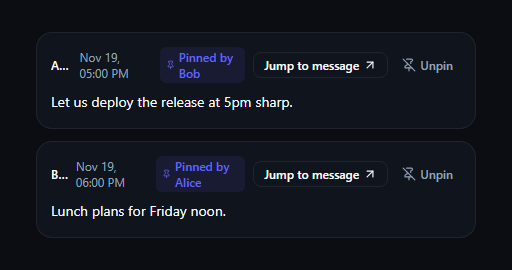 A...
Nov 19,
05:00 PM
Pinned by
Bob
Jump to message
Unpin
Let us deploy the release at 5pm sharp.
B...
Nov 19,
06:00 PM
Pinned by
Alice
Jump to message
Unpin
Lunch plans for Friday noon.